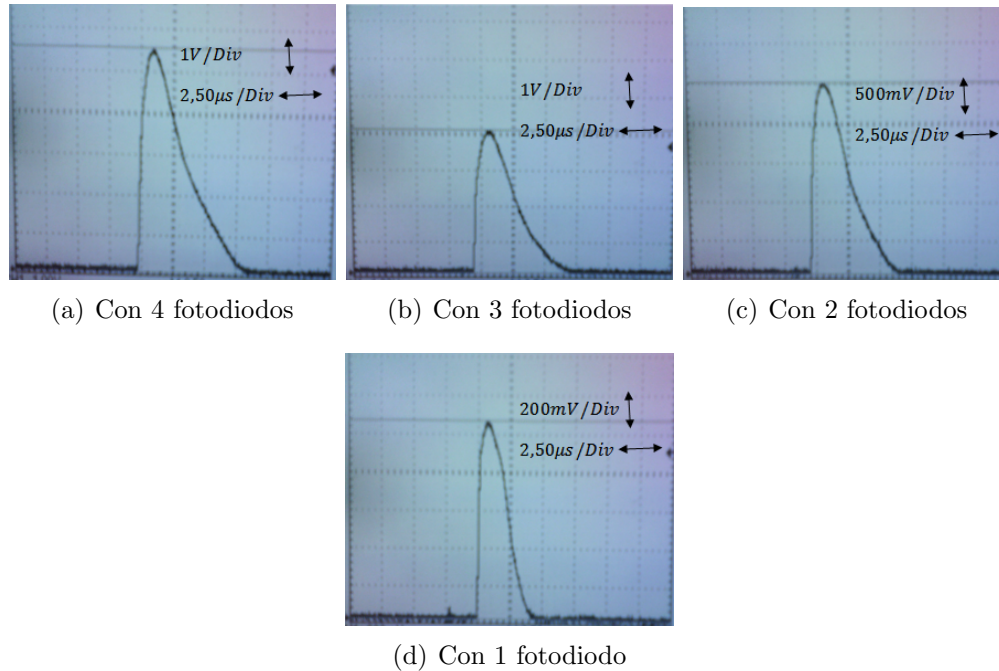 1V/Div
2,50μs/Div
1V/Div
2,50μs/Div
500mV/Div
2,50μs/Div
(a) Con 4 fotodiodos
(b) Con 3 fotodiodos
(c) Con 2 fotodiodos
200mV/Div
2,50μs/Div
(d) Con 1 fotodiodo